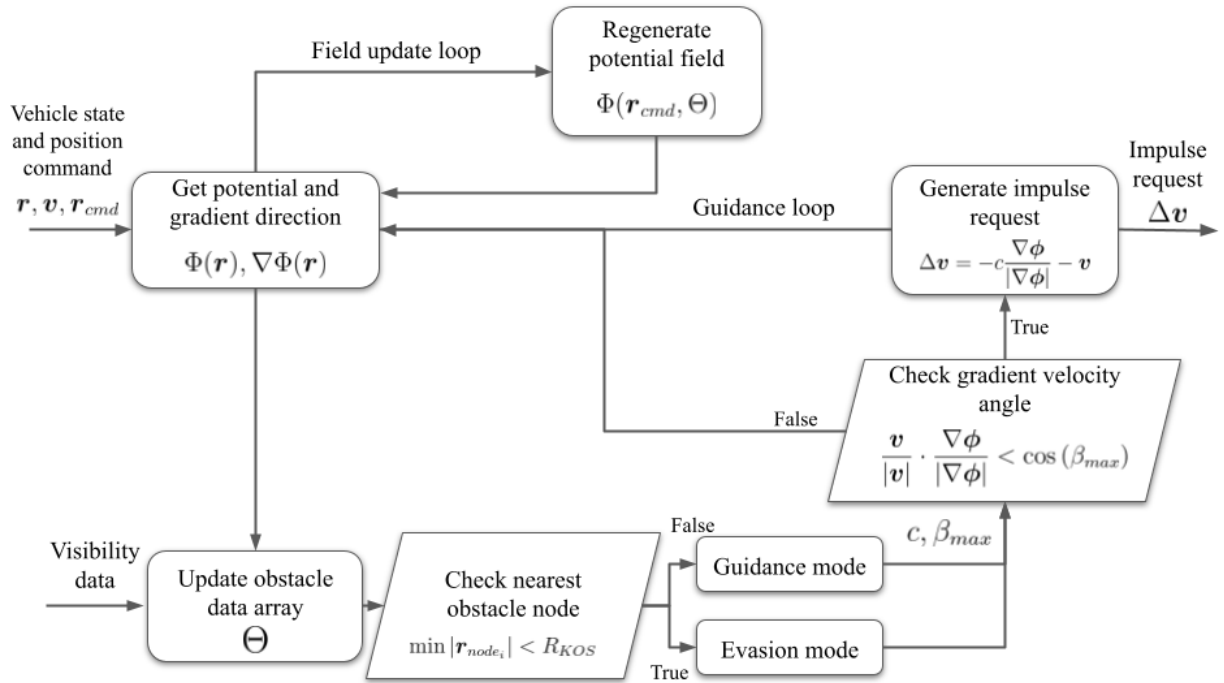 Regenerate
potential field
Φ(r_cmd, Θ)
Field update loop
Vehicle state
and position
command
r, v, r_cmd
Get potential and
gradient direction
Φ(r), ∇Φ(r)
Guidance loop
Generate impulse
request
Δv = −c ∇ϕ/|∇ϕ| − v
Impulse
request
Δv
True
Check gradient velocity
angle
v/|v| · ∇ϕ/|∇ϕ| < cos (β_max)
False
c, β_max
Visibility
data
Update obstacle
data array
Θ
Check nearest
obstacle node
min |r_node_i| < R_KOS
False
Guidance mode
True
Evasion mode